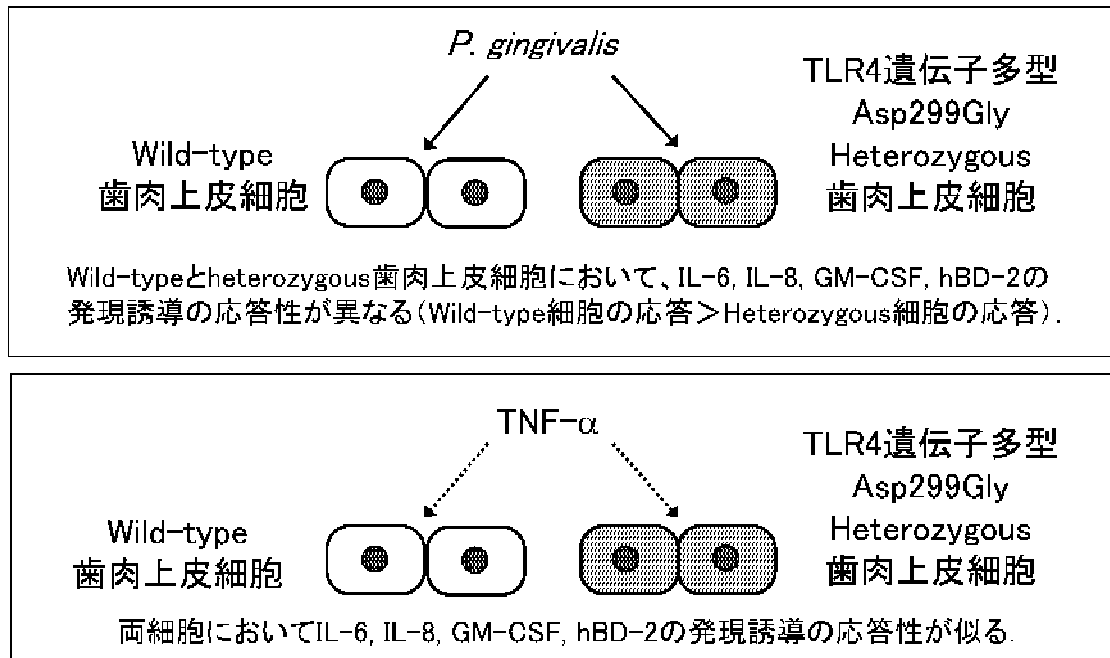 P. gingivalis
TLR4遺伝子多型
Asp299Gly
Heterozygous
歯肉上皮細胞
Wild-type
歯肉上皮細胞
Wild-typeとheterozygous歯肉上皮細胞において、IL-6, IL-8, GM-CSF, hBD-2の
発現誘導の応答性が異なる(Wild-type細胞の応答>Heterozygous細胞の応答).
TNF-α
TLR4遺伝子多型
Asp299Gly
Heterozygous
歯肉上皮細胞
Wild-type
歯肉上皮細胞
両細胞においてIL-6, IL-8, GM-CSF, hBD-2の発現誘導の応答性が似る.